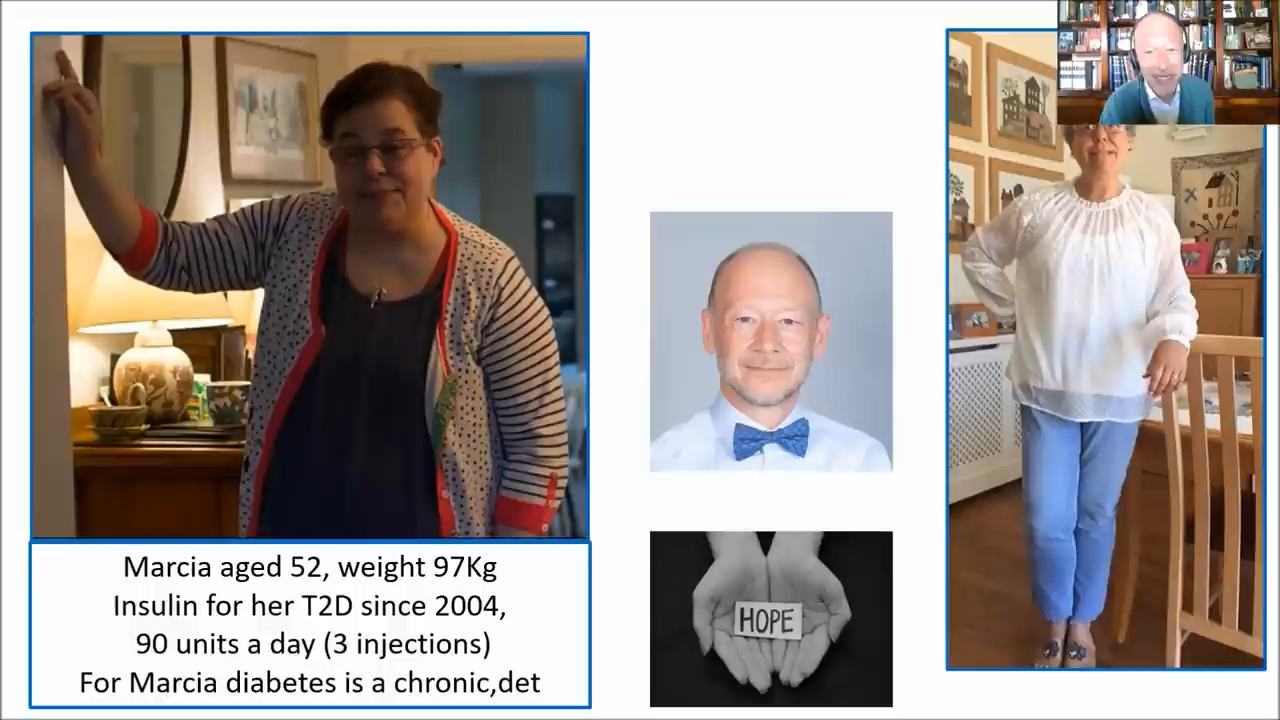 Marcia aged 52, weight 97Kg
Insulin for her T2D since 2004,
90 units a day (3 injections)
For Marcia diabetes is a chronic,det
HOPE